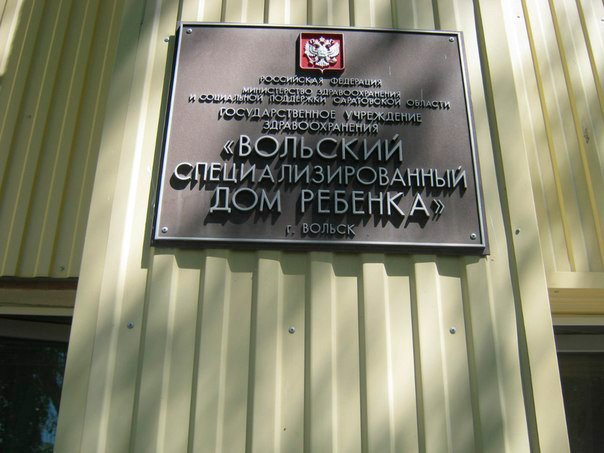 РОССИЙСКАЯ ФЕДЕРАЦИЯ
МИНИСТЕРСТВО ЗДРАВООХРАНЕНИЯ
И СОЦИАЛЬНОЙ ПОДДЕРЖКИ САРАТОВСКОЙ ОБЛАСТИ
ГОСУДАРСТВЕННОЕ УЧРЕЖДЕНИЕ
ЗДРАВООХРАНЕНИЯ
«ВОЛЬСКИЙ
СПЕЦИАЛИЗИРОВАННЫЙ
ДОМ РЕБЕНКА»
г. ВОЛЬСК